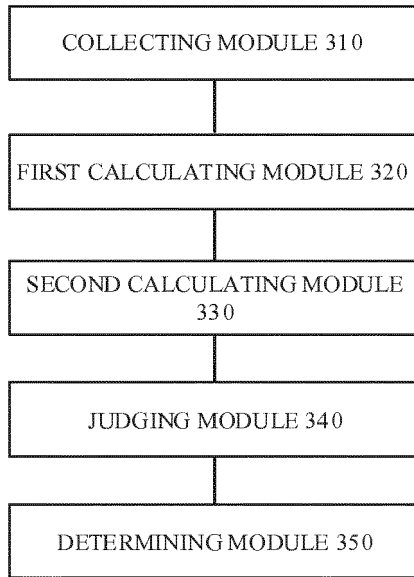 COLLECTING MODULE 310
FIRST CALCULATING MODULE 320
SECOND CALCULATING MODULE
330
JUDGING MODULE 340
DETERMINING MODULE 350